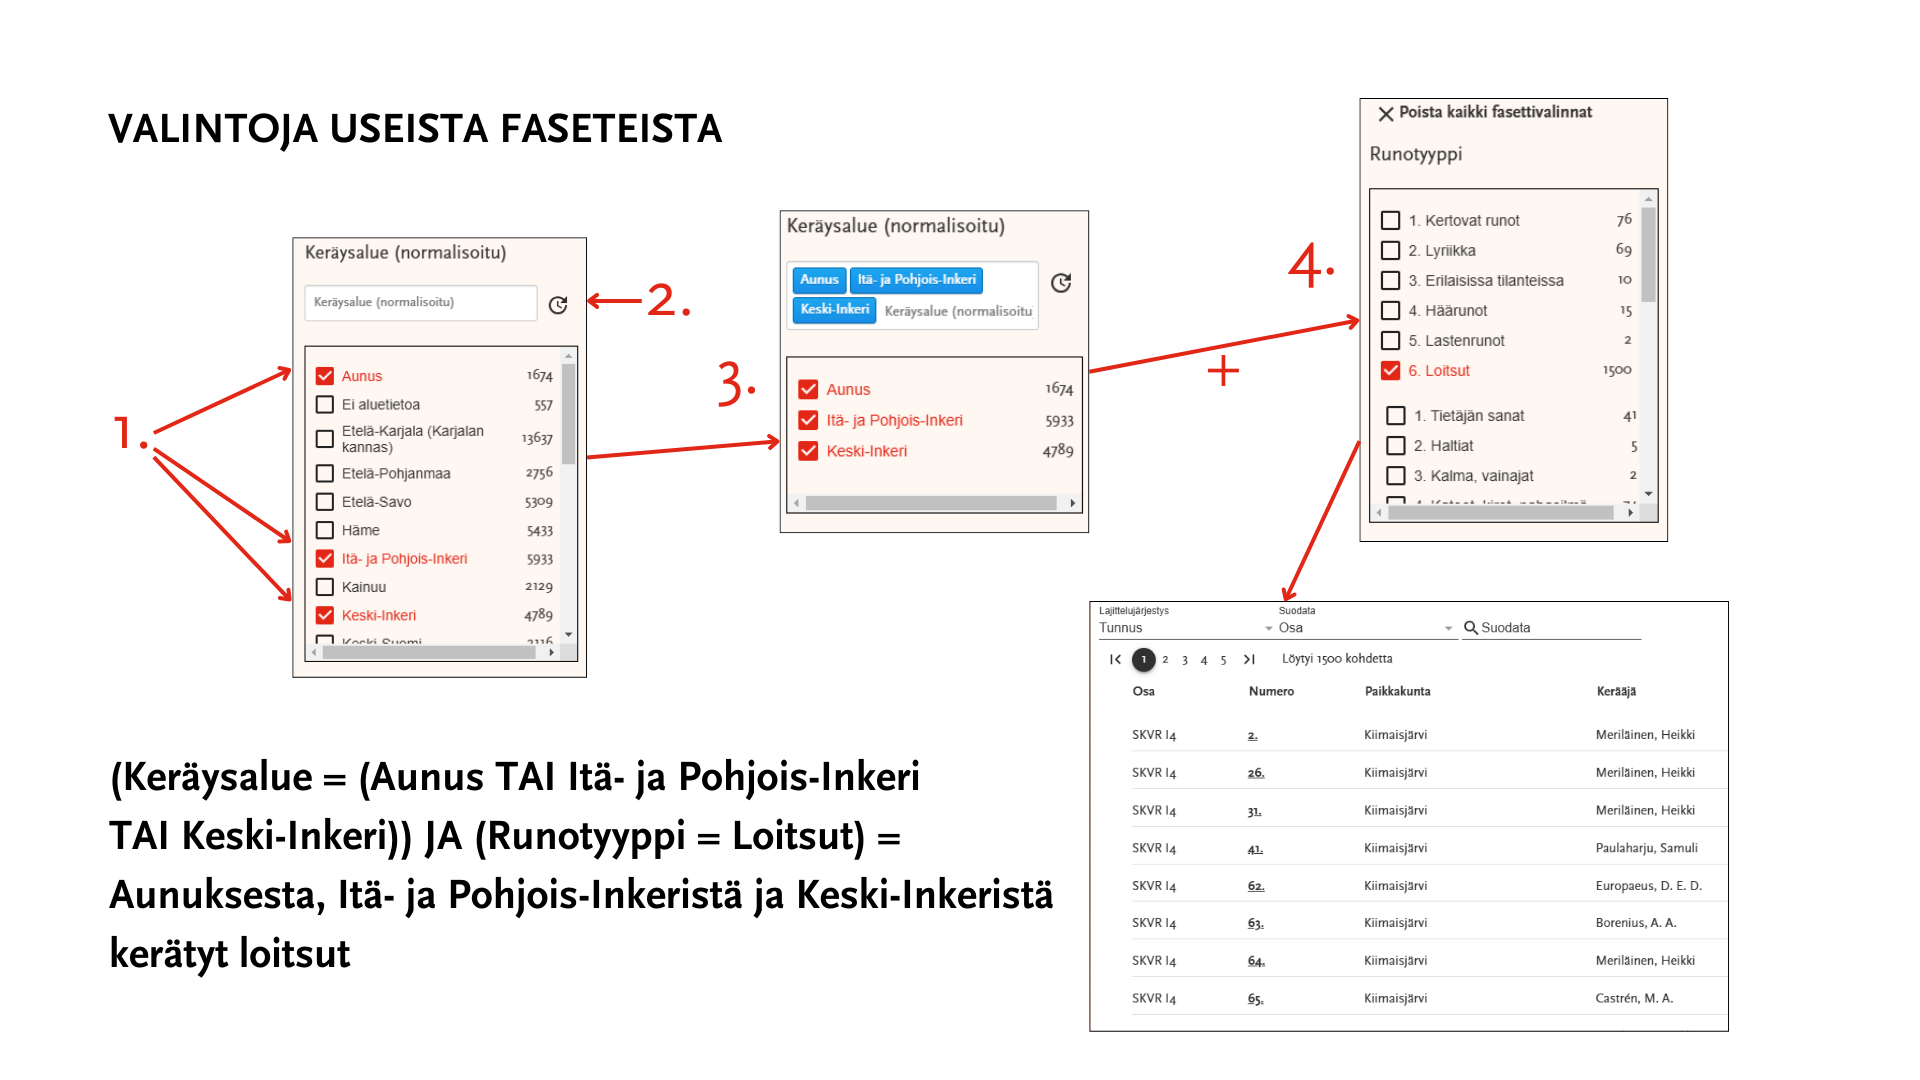 VALINTOJA USEISTA FASETEISTA
1.
Keräysalue (normalisoitu)
Keräysalue (normalisoitu)
Aunus 1674
Ei aluetietoa 557
Etelä-Karjala (Karjalan
kannas) 13637
Etelä-Pohjanmaa 2756
Etelä-Savo 5309
Häme 5433
Itä- ja Pohjois-Inkeri 5933
Kainuu 2129
Keski-Inkeri 4789
Keski-Suomi 2116
2.
3.
Keräysalue (normalisoitu)
Aunus Itä- ja Pohjois-Inkeri
Keski-Inkeri Keräysalue (normalisoitu
Aunus 1674
Itä- ja Pohjois-Inkeri 5933
Keski-Inkeri 4789
+
4.
Poista kaikki fasettivalinnat
Runotyyppi
1. Kertovat runot 76
2. Lyriikka 69
3. Erilaisissa tilanteissa 10
4. Häärunot 15
5. Lastenrunot 2
6. Loitsut 1500
1. Tietäjän sanat 41
2. Haltiat 5
3. Kalma, vainajat 2
Lajittelujärjestys Suodata
Tunnus Osa Suodata
1 2 3 4 5 Löytyi 1500 kohdetta
Osa Numero Paikkakunta Kerääjä
SKVR I4 2. Kiimaisjärvi Meriläinen, Heikki
SKVR I4 26. Kiimaisjärvi Meriläinen, Heikki
SKVR I4 31. Kiimaisjärvi Meriläinen, Heikki
SKVR I4 41. Kiimaisjärvi Paulaharju, Samuli
SKVR I4 62. Kiimaisjärvi Europaeus, D. E. D.
SKVR I4 63. Kiimaisjärvi Borenius, A. A.
SKVR I4 64. Kiimaisjärvi Meriläinen, Heikki
SKVR I4 65. Kiimaisjärvi Castrén, M. A.
(Keräysalue = (Aunus TAI Itä- ja Pohjois-Inkeri
TAI Keski-Inkeri)) JA (Runotyyppi = Loitsut) =
Aunuksesta, Itä- ja Pohjois-Inkeristä ja Keski-Inkeristä
kerätyt loitsut